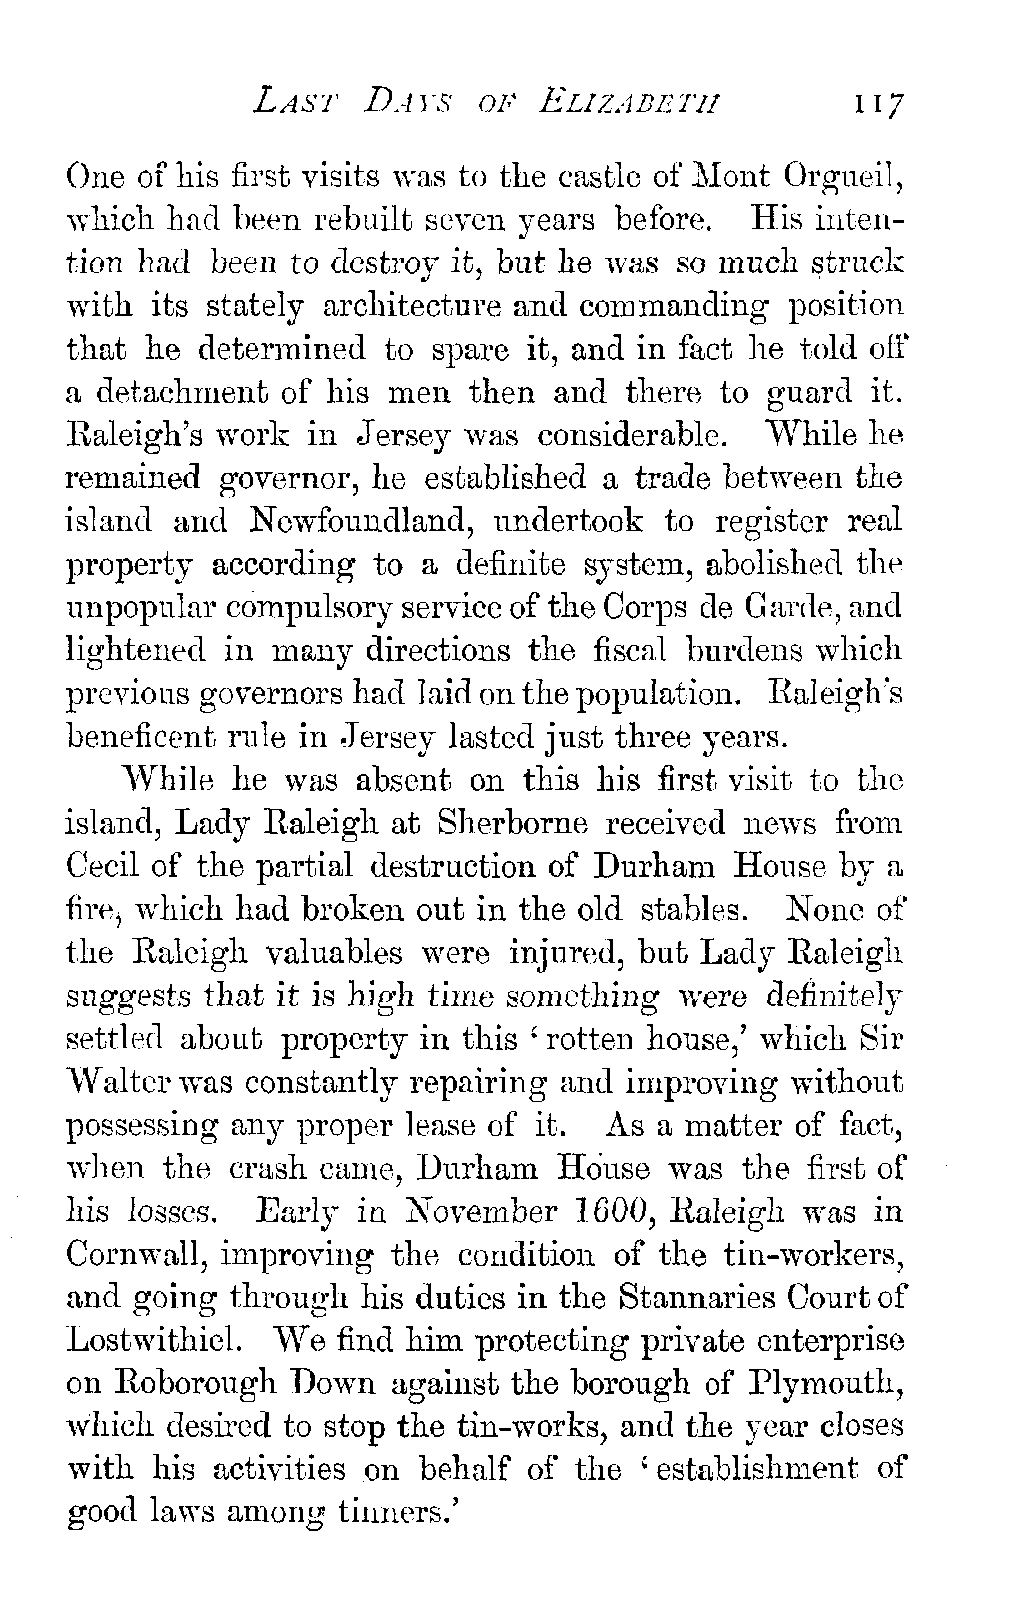 LAST DAYS OF ELIZABETH 117
One of his first visits was to the castle of Mont Orgueil,
which had been rebuilt seven years before. His inten-
tion had been to destroy it, but he was so much struck
with its stately architecture and commanding position
that he determined to spare it, and in fact he told off
a detachment of his men then and there to guard it.
Raleigh's work in Jersey was considerable. While he
remained governor, he established a trade between the
island and Newfoundland, undertook to register real
property according to a definite system, abolished the
unpopular compulsory service of the Corps de Garde, and
lightened in many directions the fiscal burdens which
previous governors had laid on the population. Raleigh's
beneficent rule in Jersey lasted just three years.
While he was absent on this his first visit to the
island, Lady Raleigh at Sherborne received news from
Cecil of the partial destruction of Durham House by a
fire, which had broken out in the old stables. None of
the Raleigh valuables were injured, but Lady Raleigh
suggests that it is high time something were definitely
settled about property in this ‘rotten house,’ which Sir
Walter was constantly repairing and improving without
possessing any proper lease of it. As a matter of fact,
when the crash came, Durham House was the first of
his losses. Early in November 1600, Raleigh was in
Cornwall, improving the condition of the tin-workers,
and going through his duties in the Stannaries Court of
Lostwithiel. We find him protecting private enterprise
on Roborough Down against the borough of Plymouth,
which desired to stop the tin-works, and the year closes
with his activities on behalf of the ‘establishment of
good laws among tinners.’